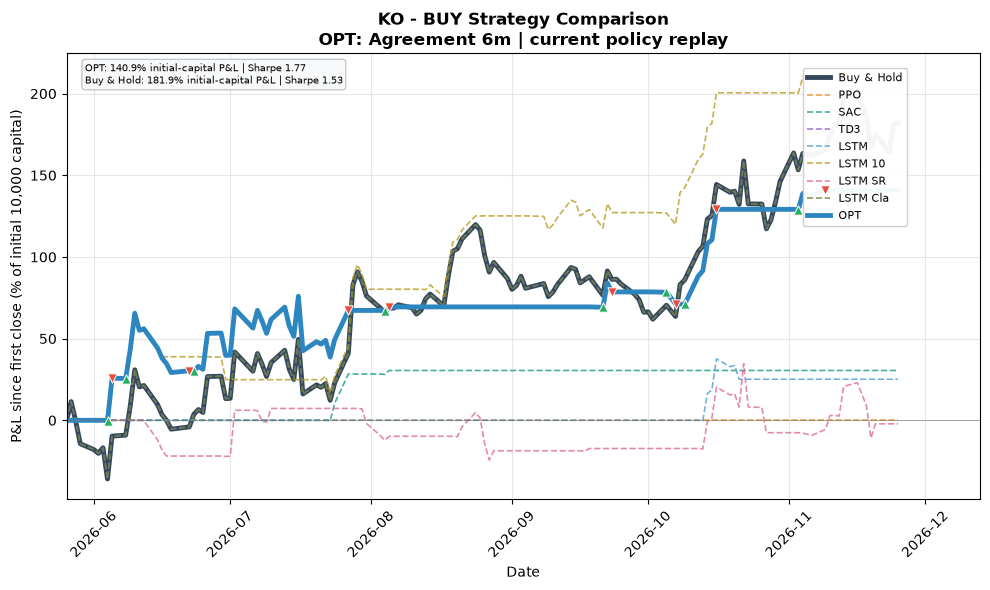 KO - BUY Strategy Comparison
OPT: Agreement 6m | current policy replay
OPT: 140.9% initial-capital P&L | Sharpe 1.77
Buy & Hold: 181.9% initial-capital P&L | Sharpe 1.53
Buy & Hold
PPO
SAC
TD3
LSTM
LSTM 10
LSTM SR
LSTM Cla
OPT
P&L since first close (% of initial 10,000 capital)
200
150
100
50
0
2026-06
2026-07
2026-08
2026-09
2026-10
2026-11
2026-12
Date